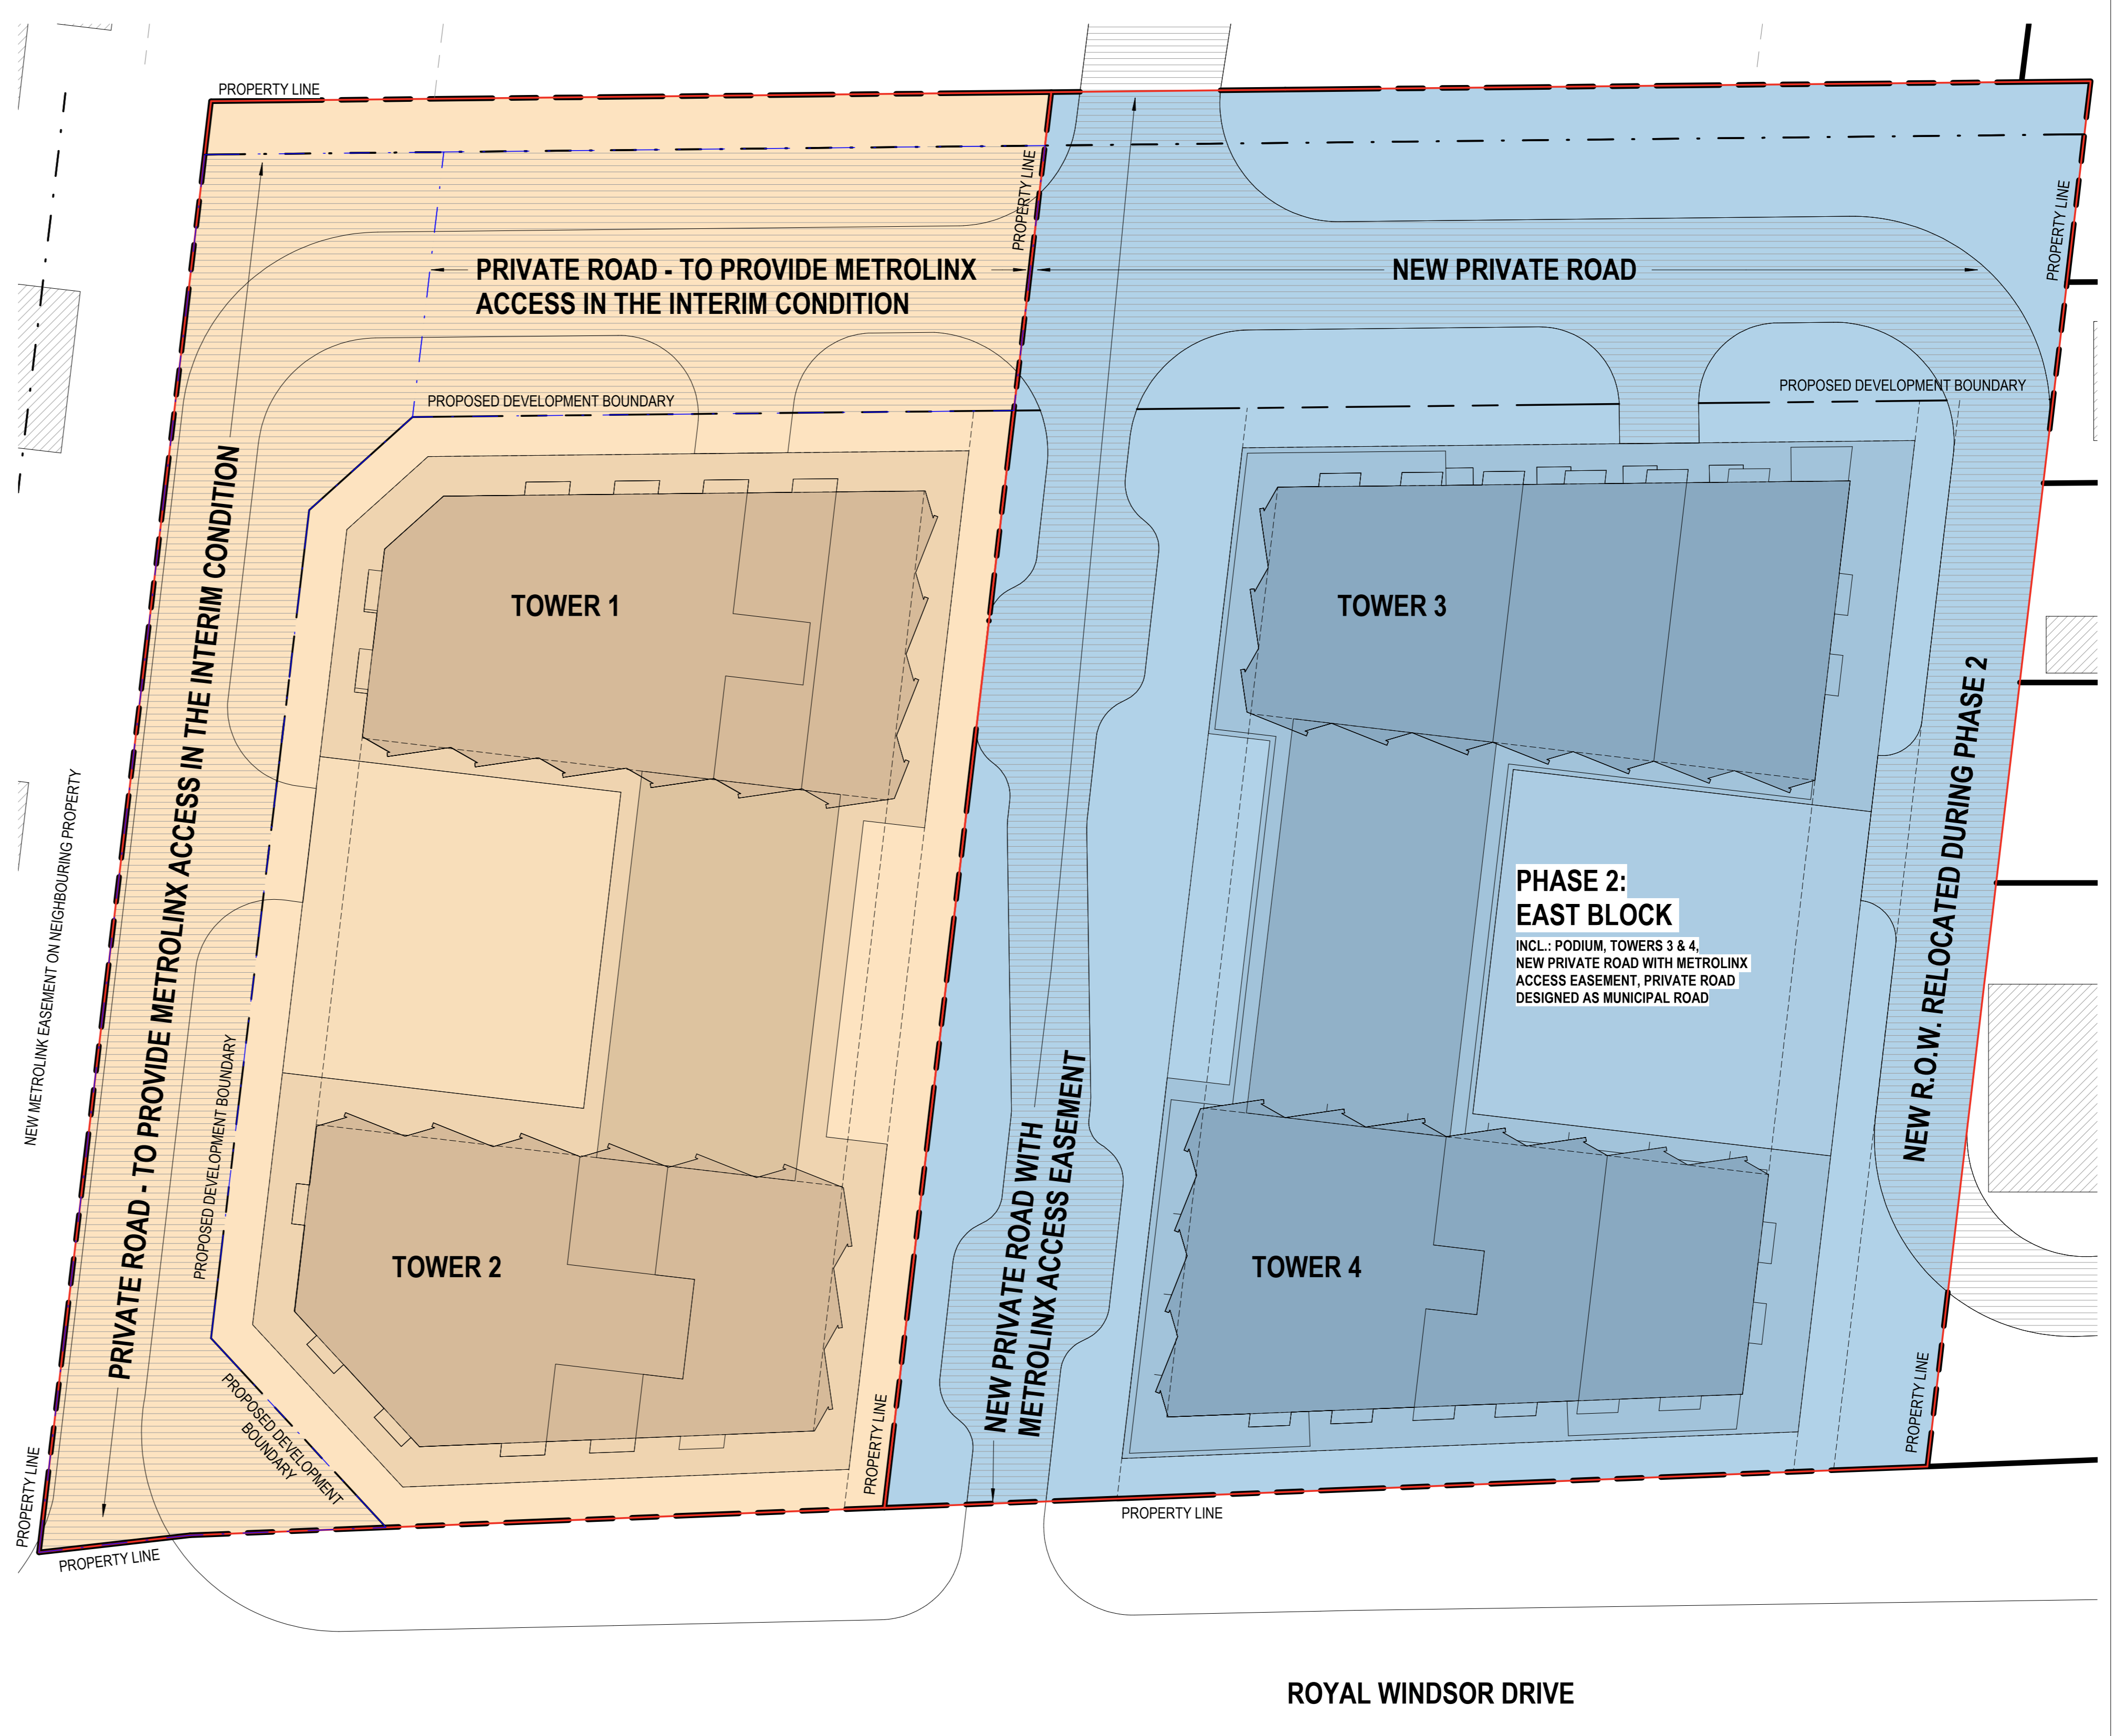 PROPERTY LINE
PROPERTY LINE
PROPERTY LINE
PRIVATE ROAD - TO PROVIDE METROLINX
ACCESS IN THE INTERIM CONDITION
NEW PRIVATE ROAD
PROPOSED DEVELOPMENT BOUNDARY
PROPOSED DEVELOPMENT BOUNDARY
TOWER 1
TOWER 3
PRIVATE ROAD - TO PROVIDE METROLINX ACCESS IN THE INTERIM CONDITION
NEW METROLINK EASEMENT ON NEIGHBOURING PROPERTY
PROPOSED DEVELOPMENT BOUNDARY
PHASE 2:
EAST BLOCK
INCL.: PODIUM, TOWERS 3 & 4,
NEW PRIVATE ROAD WITH METROLINX
ACCESS EASEMENT, PRIVATE ROAD
DESIGNED AS MUNICIPAL ROAD
NEW R.O.W. RELOCATED DURING PHASE 2
NEW PRIVATE ROAD WITH
METROLINX ACCESS EASEMENT
TOWER 2
TOWER 4
PROPOSED DEVELOPMENT
BOUNDARY
PROPERTY LINE
PROPERTY LINE
PROPERTY LINE
PROPERTY LINE
PROPERTY LINE
ROYAL WINDSOR DRIVE